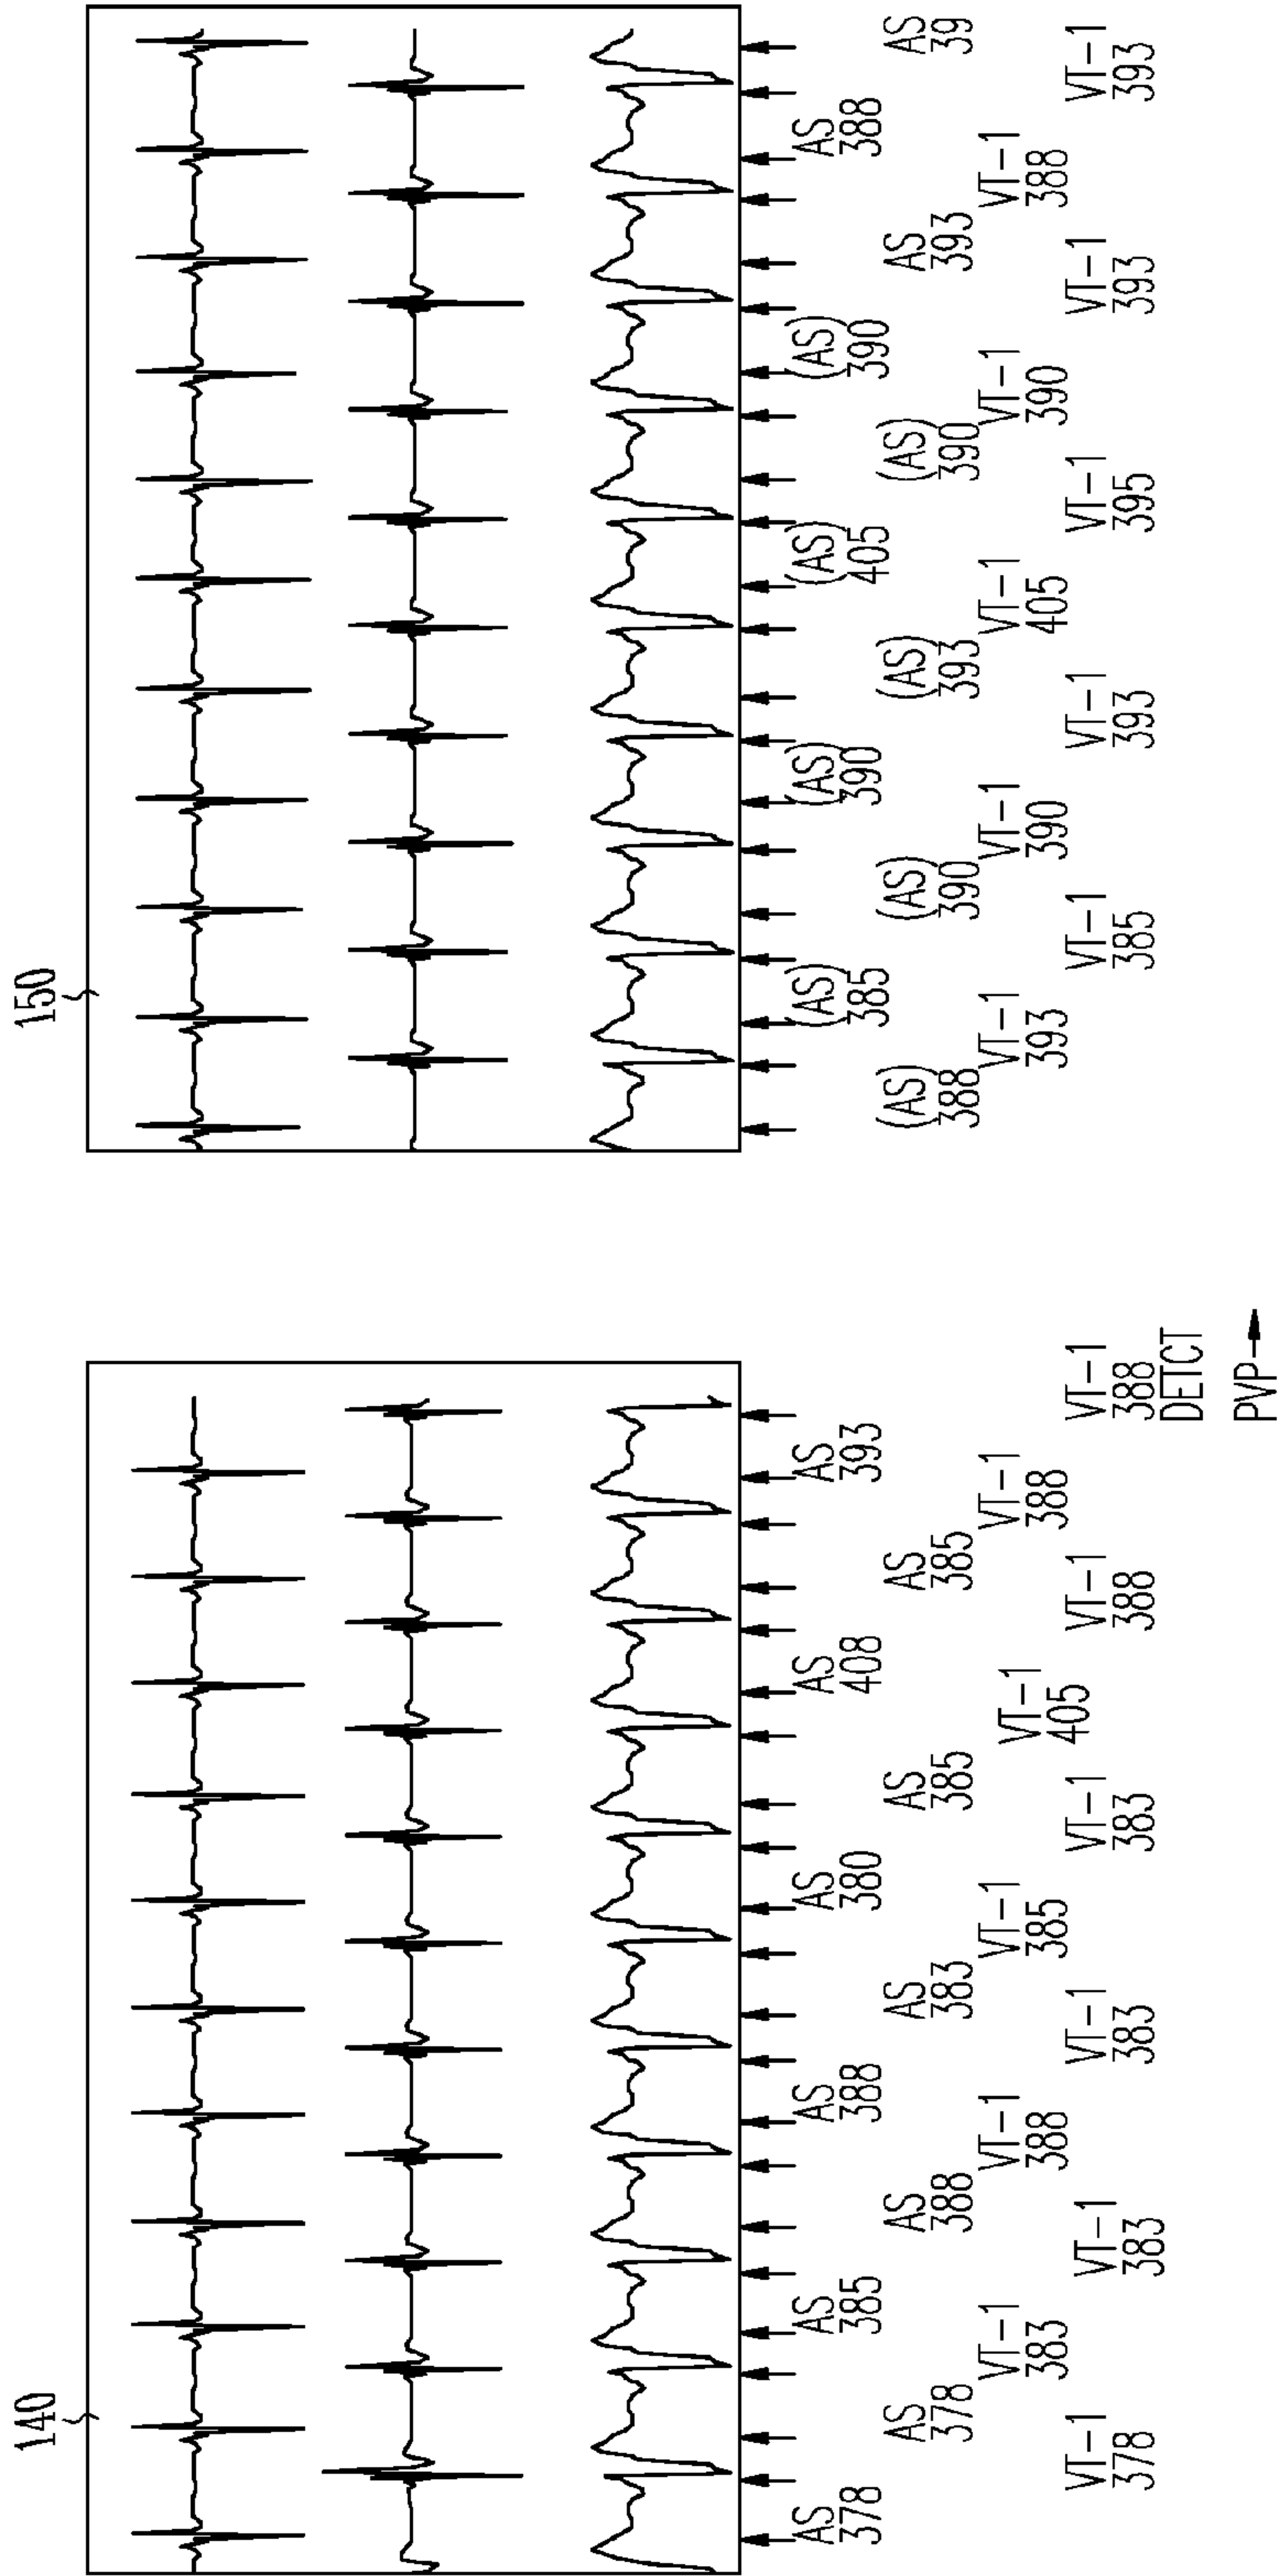 140
AS AS AS AS AS AS
378 385 388 380 408 393
AS AS AS AS AS
378 388 383 385 385
VT-1 VT-1 VT-1 VT-1 VT-1
383 388 385 405 388
VT-1 VT-1 VT-1 VT-1 VT-1 VT-1
378 383 383 383 388 388
DETCT
PVP→
150
(AS) (AS) (AS) (AS) AS
385 390 405 390 388
(AS) (AS) (AS) (AS) AS AS
388 390 393 390 393 39
VT-1 VT-1 VT-1 VT-1 VT-1
393 390 405 390 388
VT-1 VT-1 VT-1 VT-1 VT-1
385 393 395 393 393